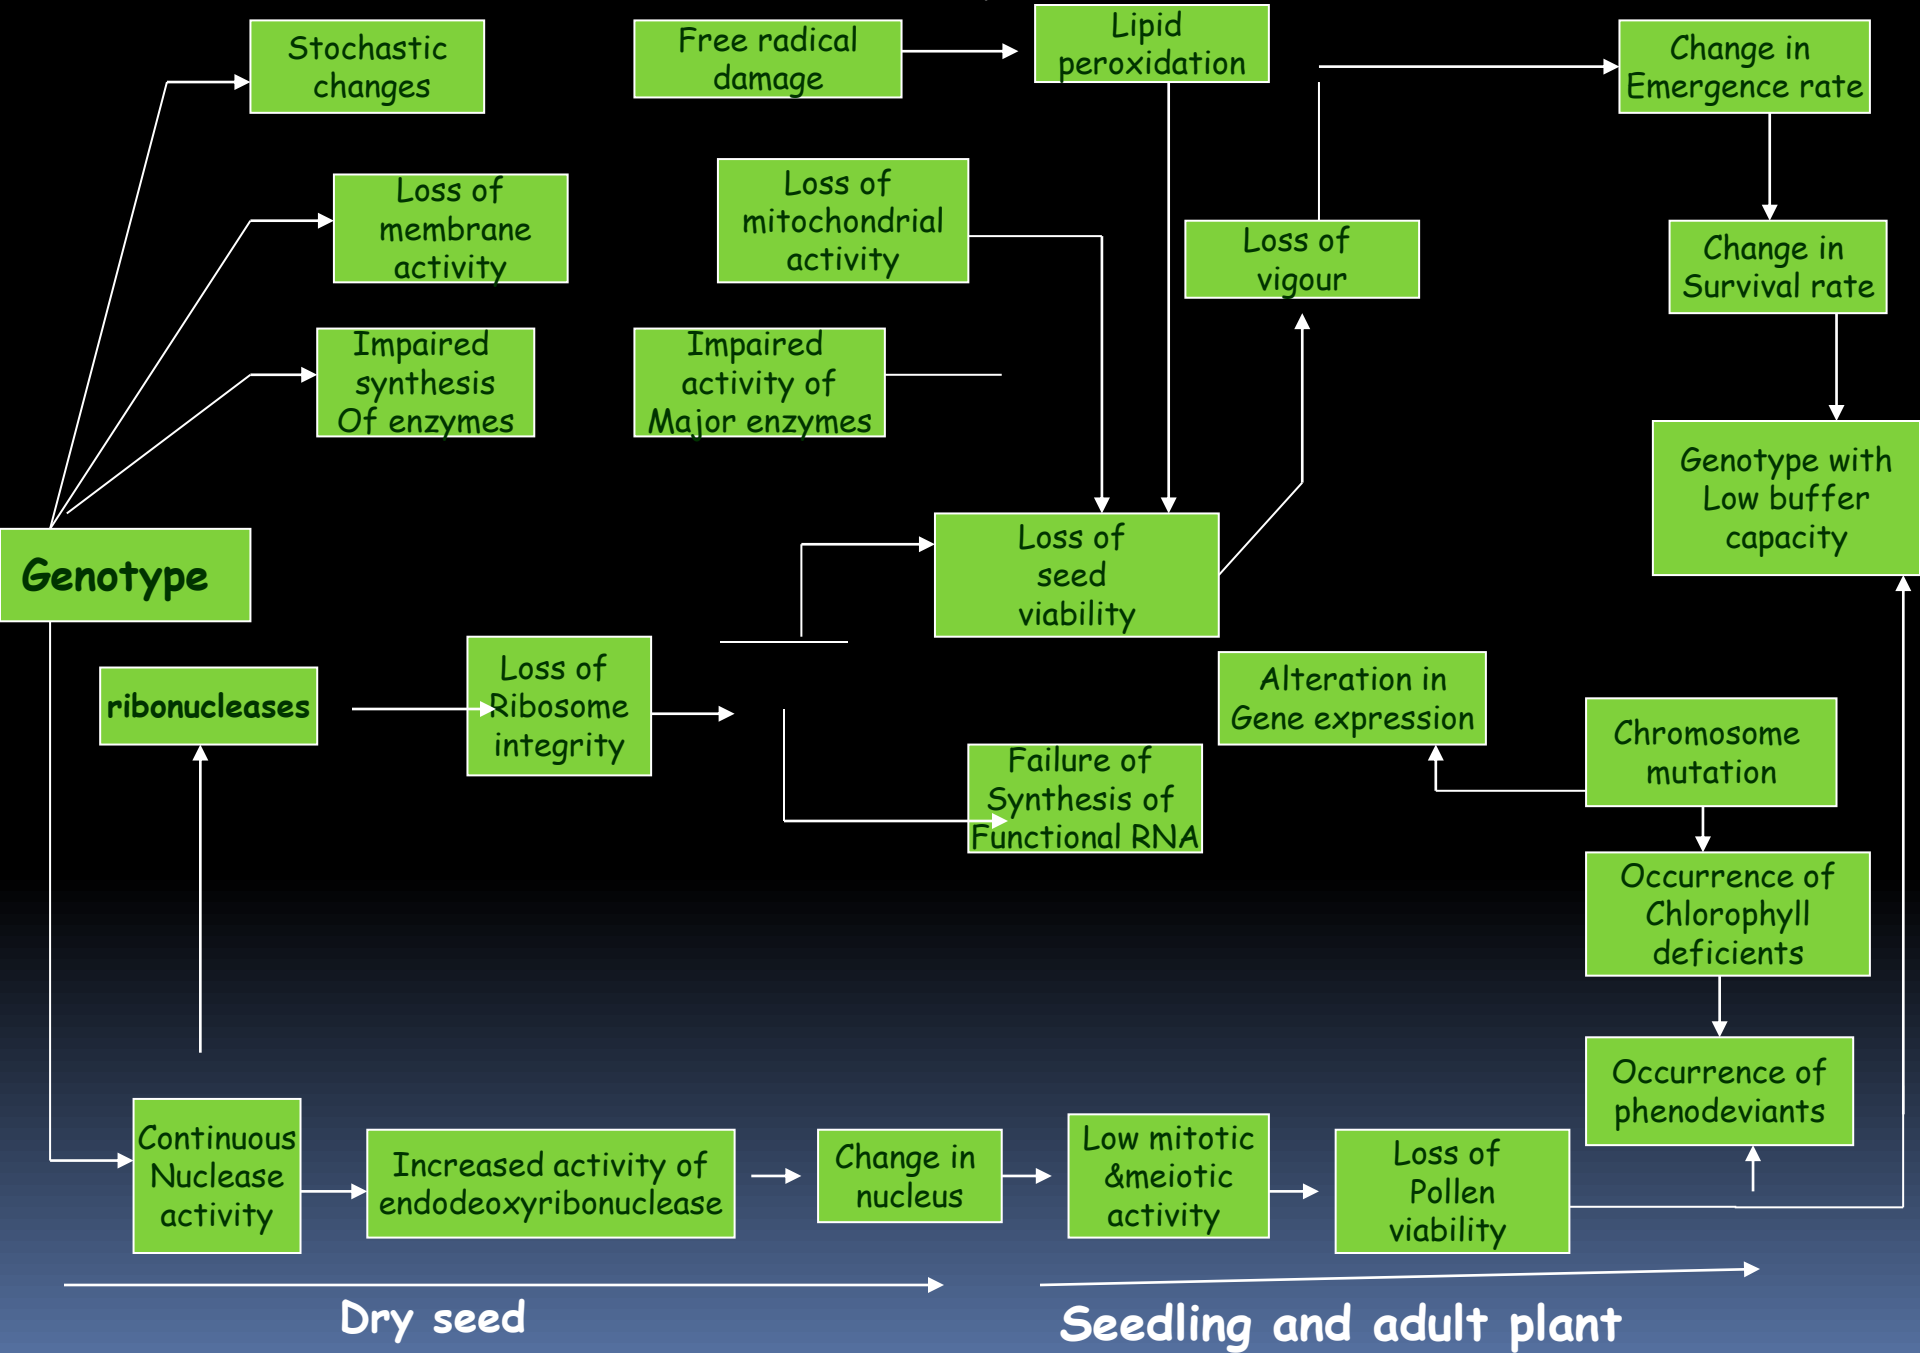 Stochastic
changes
Free radical
damage
Lipid
peroxidation
Change in
Emergence rate
Loss of
membrane
activity
Loss of
mitochondrial
activity
Loss of
vigour
Change in
Survival rate
Impaired
synthesis
Of enzymes
Impaired
activity of
Major enzymes
Genotype with
Low buffer
capacity
Genotype
Loss of
seed
viability
ribonucleases
Loss of
Ribosome
integrity
Alteration in
Gene expression
Chromosome
mutation
Failure of
Synthesis of
Functional RNA
Occurrence of
Chlorophyll
deficients
Occurrence of
phenodeviants
Continuous
Nuclease
activity
Increased activity of
endodeoxyribonuclease
Change in
nucleus
Low mitotic
&meiotic
activity
Loss of
Pollen
viability
Dry seed
Seedling and adult plant